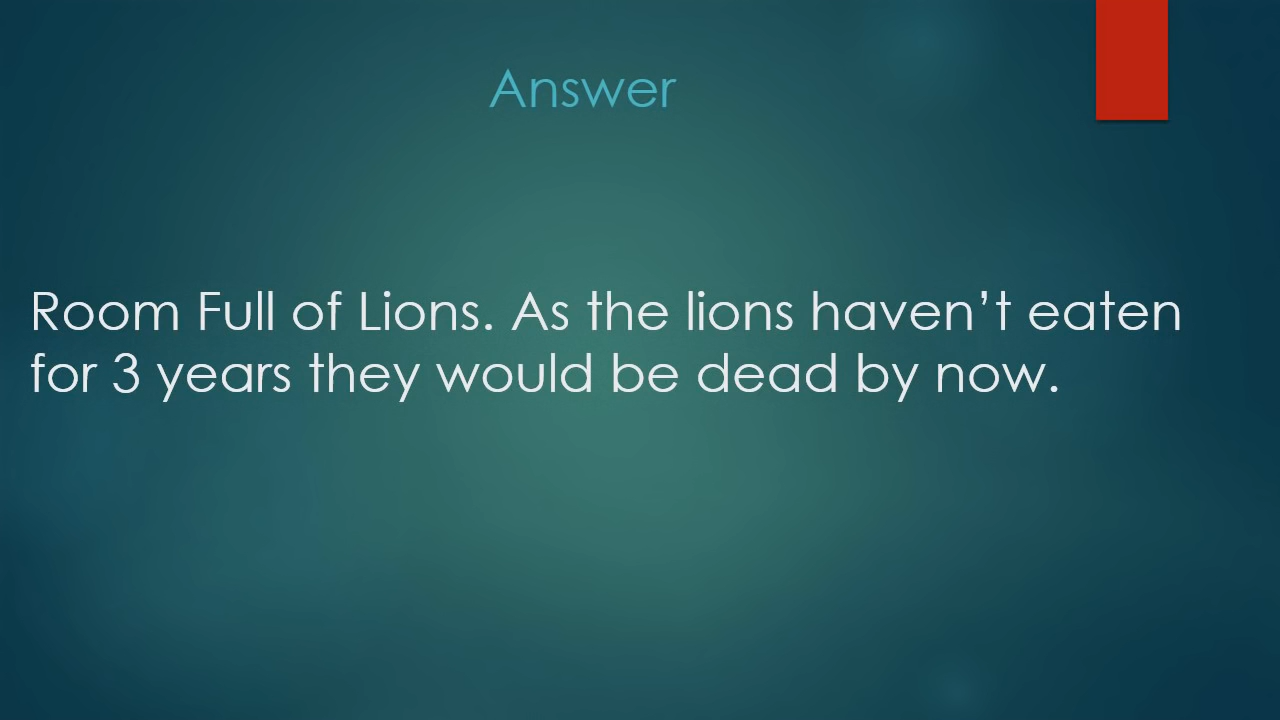 Answer
Room Full of Lions. As the lions haven’t eaten
for 3 years they would be dead by now.